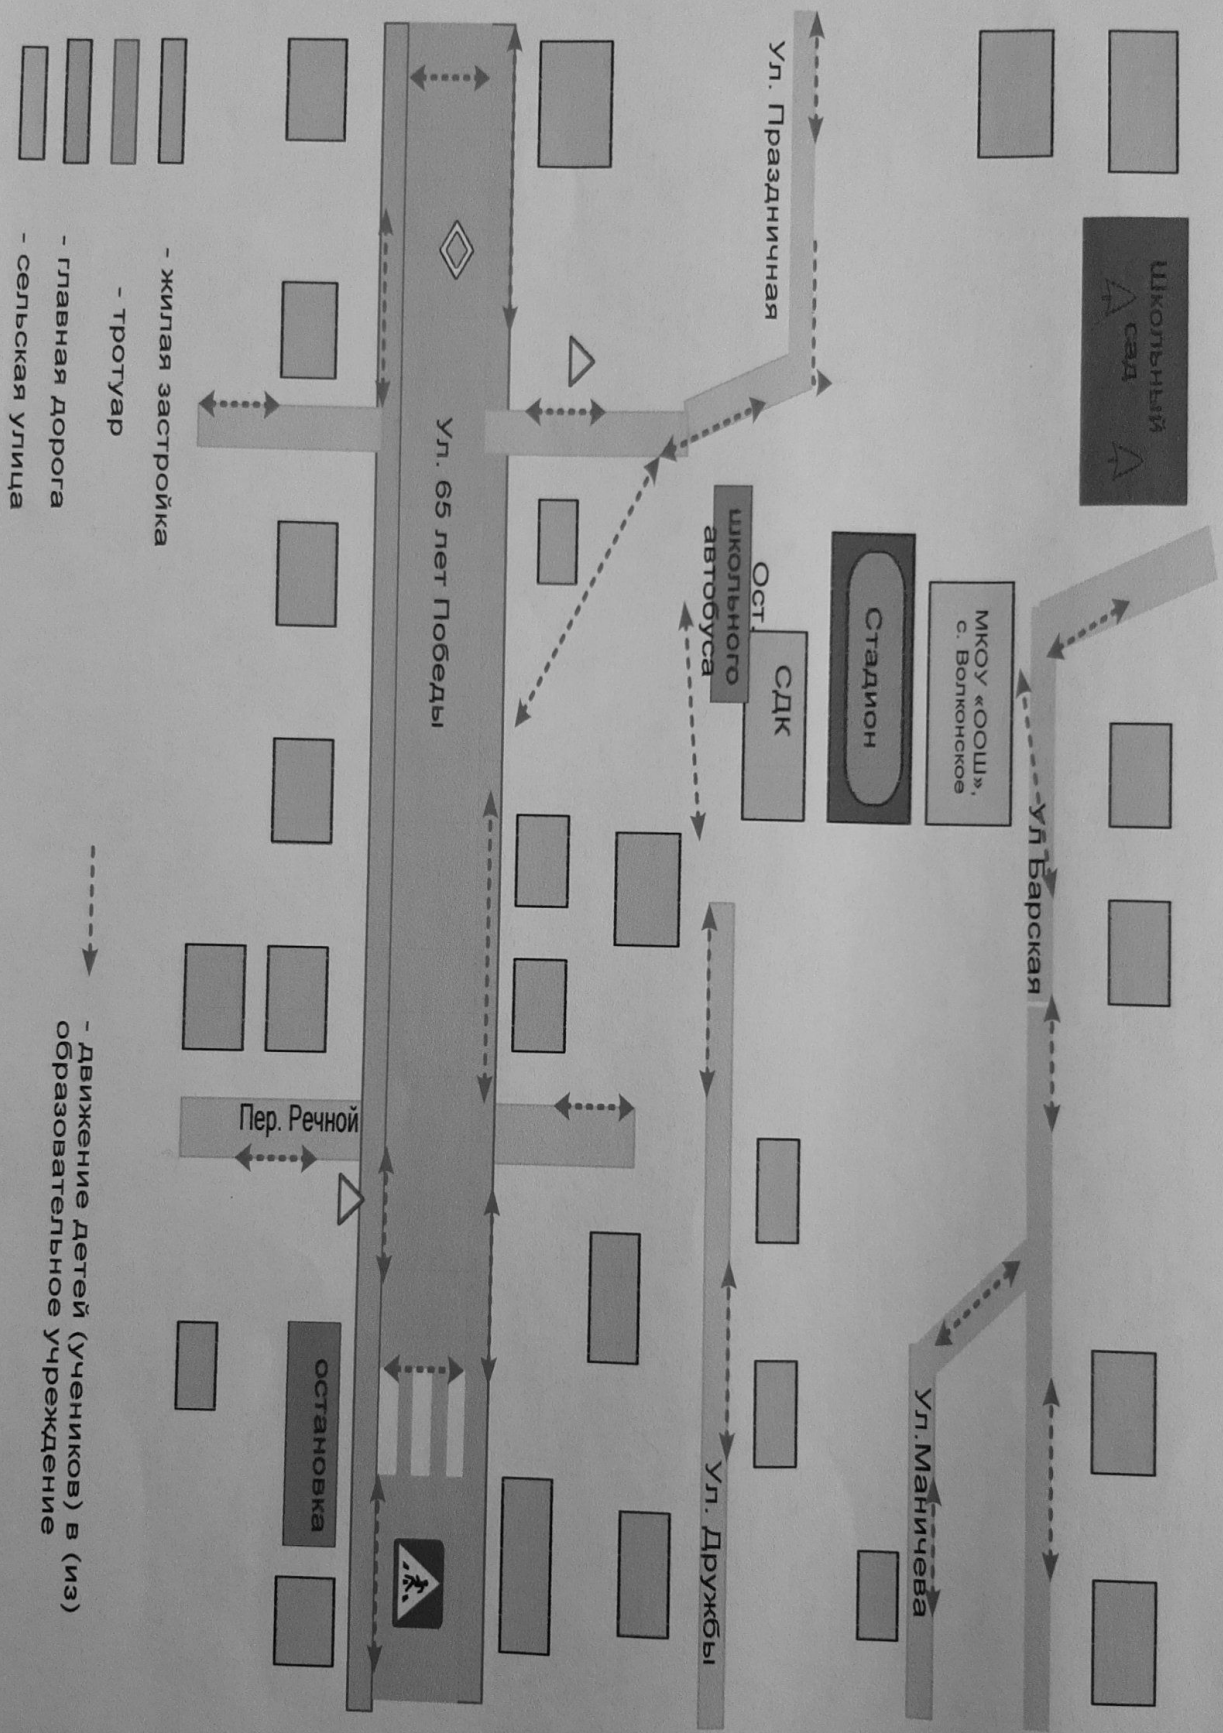 школьный
сад
МКОУ «ООШ»,
с. Волконское
Ул Барская
Стадион
СДК
Ост.
школьного
автобуса
Ул. Праздничная
Ул.Маничева
Ул. Дружбы
Ул. 65 лет Победы
Пер. Речной
остановка
- жилая застройка
- тротуар
- главная дорога
- сельская улица
- движение детей (учеников) в (из)
образовательное учреждение